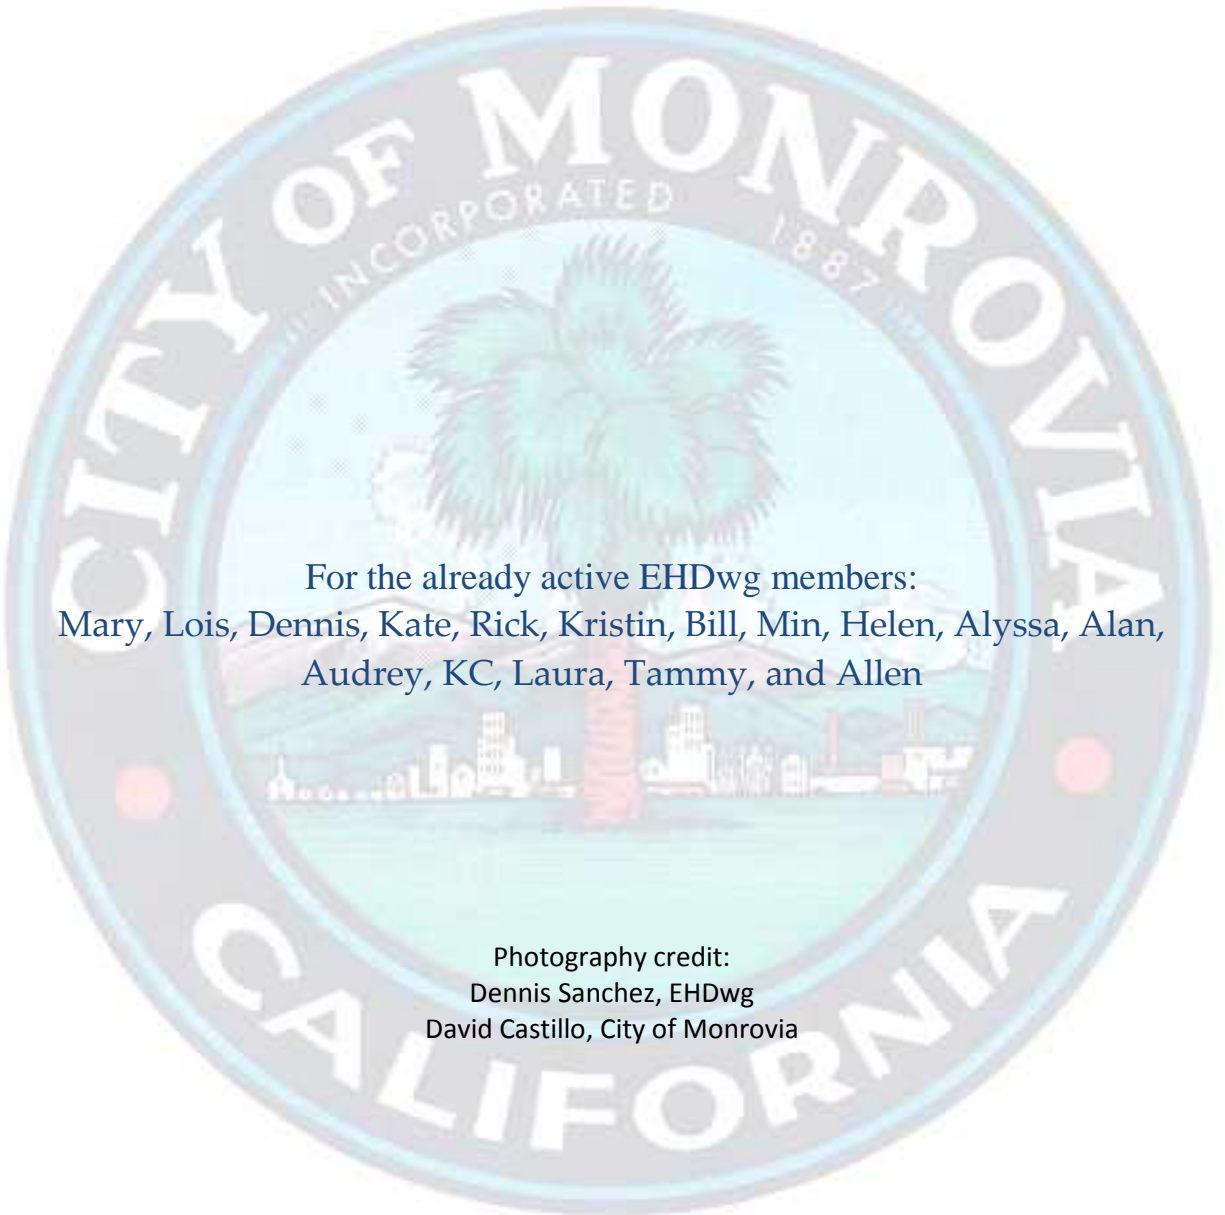 CITY OF MONROVIA
INCORPORATED 1887
For the already active EHDwg members:
Mary, Lois, Dennis, Kate, Rick, Kristin, Bill, Min, Helen, Alyssa, Alan,
Audrey, KC, Laura, Tammy, and Allen
Photography credit:
Dennis Sanchez, EHDwg
David Castillo, City of Monrovia
CALIFORNIA